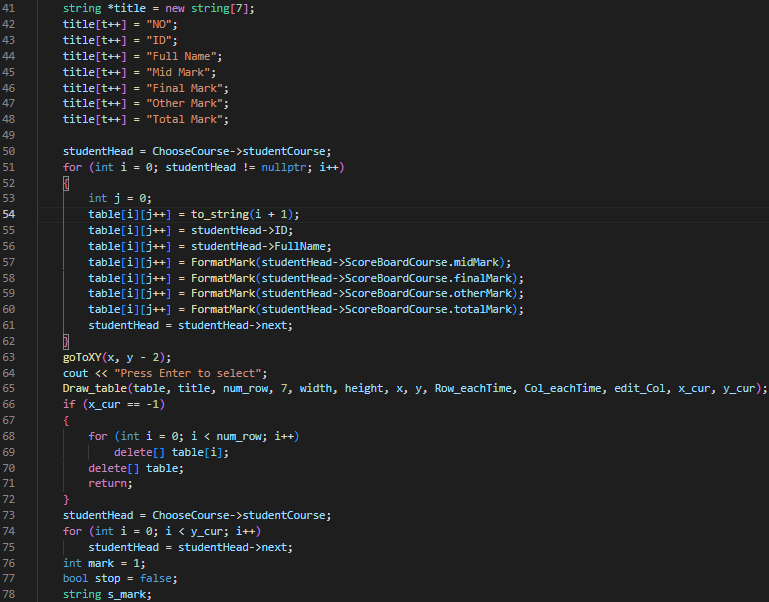 41 string *title = new string[7];
42 title[t++] = "NO";
43 title[t++] = "ID";
44 title[t++] = "Full Name";
45 title[t++] = "Mid Mark";
46 title[t++] = "Final Mark";
47 title[t++] = "Other Mark";
48 title[t++] = "Total Mark";
49
50 studentHead = ChooseCourse->studentCourse;
51 for (int i = 0; studentHead != nullptr; i++)
52 {
53 int j = 0;
54 table[i][j++] = to_string(i + 1);
55 table[i][j++] = studentHead->ID;
56 table[i][j++] = studentHead->FullName;
57 table[i][j++] = FormatMark(studentHead->ScoreBoardCourse.midMark);
58 table[i][j++] = FormatMark(studentHead->ScoreBoardCourse.finalMark);
59 table[i][j++] = FormatMark(studentHead->ScoreBoardCourse.otherMark);
60 table[i][j++] = FormatMark(studentHead->ScoreBoardCourse.totalMark);
61 studentHead = studentHead->next;
62 }
63 goToXY(x, y - 2);
64 cout << "Press Enter to select";
65 Draw_table(table, title, num_row, 7, width, height, x, y, Row_eachTime, Col_eachTime, edit_Col, x_cur, y_cur);
66 if (x_cur == -1)
67 {
68 for (int i = 0; i < num_row; i++)
69 delete[] table[i];
70 delete[] table;
71 return;
72 }
73 studentHead = ChooseCourse->studentCourse;
74 for (int i = 0; i < y_cur; i++)
75 studentHead = studentHead->next;
76 int mark = 1;
77 bool stop = false;
78 string s_mark;